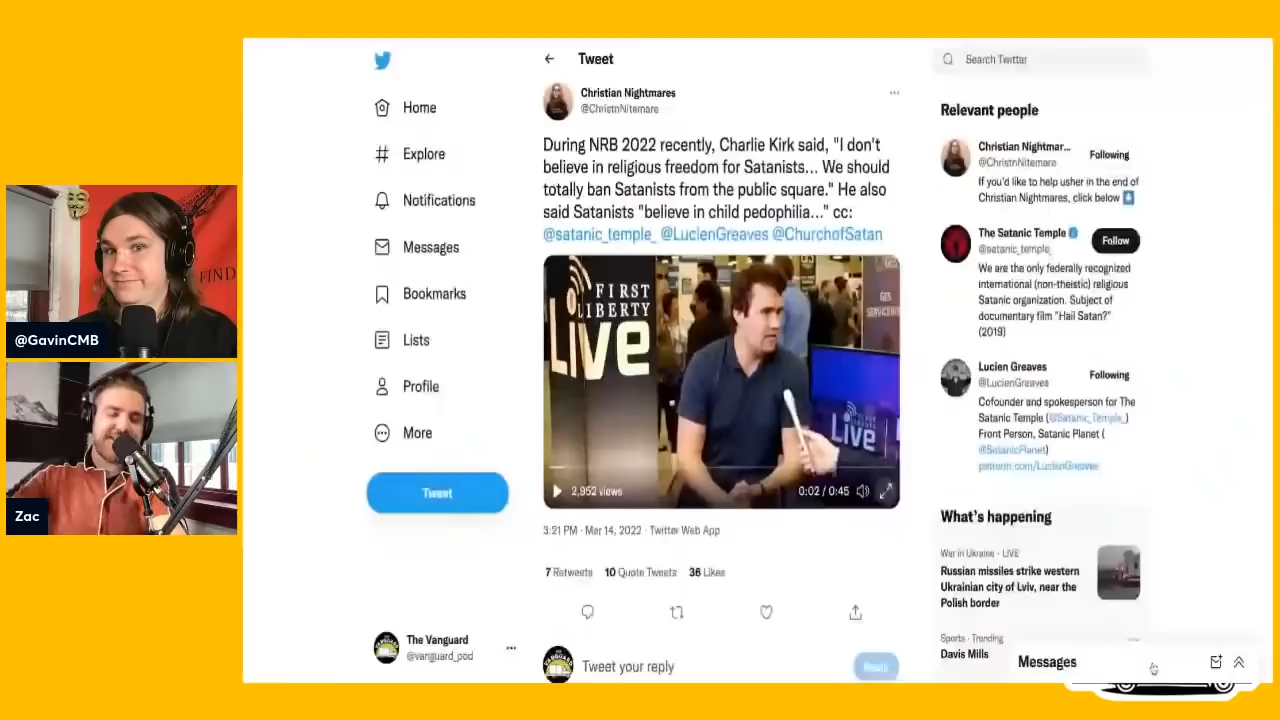 @GavinCMB
FIND
Zac
Home
Explore
Notifications
Messages
Bookmarks
Lists
Profile
More
Tweet
The Vanguard
@vanguard_pod
Tweet
Christian Nightmares
@ChristnNitemare
During NRB 2022 recently, Charlie Kirk said, "I don't
believe in religious freedom for Satanists... We should
totally ban Satanists from the public square." He also
said Satanists "believe in child pedophilia..." cc:
@satanic_temple_ @LucienGreaves @ChurchofSatan
FIRST
LIBERTY
Live
Live
2,952 views
0:02 / 0:45
3:21 PM · Mar 14, 2022 · Twitter Web App
7 Retweets 10 Quote Tweets 36 Likes
Tweet your reply
Reply
Search Twitter
Relevant people
Christian Nightmar...
@ChristnNitemare
Following
If you'd like to help usher in the end of
Christian Nightmares, click below
The Satanic Temple
@satanic_temple_
Follow
We are the only federally recognized
international (non-theistic) religious
Satanic organization. Subject of
documentary film "Hail Satan?"
(2019)
Lucien Greaves
@LucienGreaves
Following
Cofounder and spokesperson for The
Satanic Temple (@Satanic_Temple_)
Front Person, Satanic Planet (
@SatanicPlanet)
patreon.com/LucienGreaves
What's happening
War in Ukraine · LIVE
Russian missiles strike western
Ukrainian city of Lviv, near the
Polish border
Sports · Trending
Davis Mills
Messages